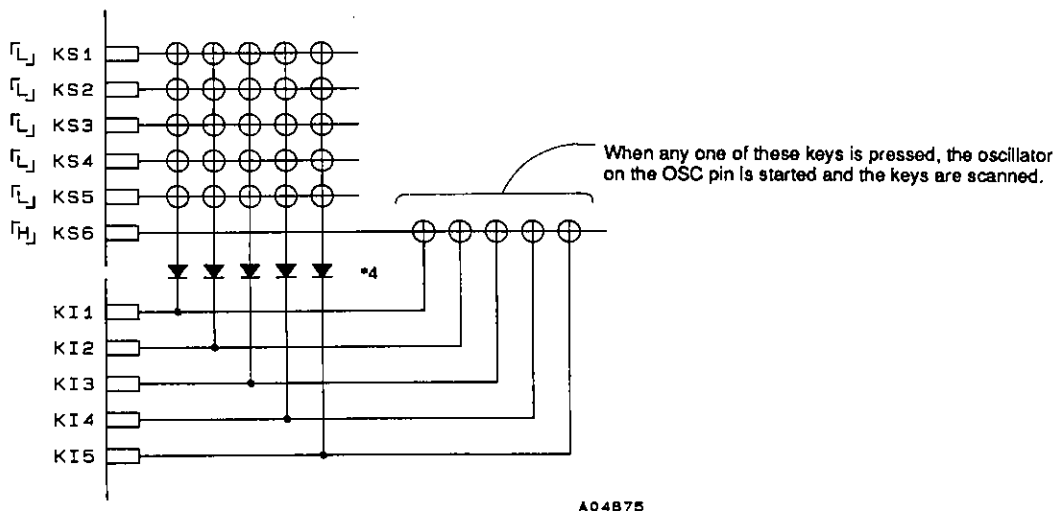 「L」 KS1
「L」 KS2
「L」 KS3
「L」 KS4
「L」 KS5
「H」 KS6
When any one of these keys is pressed, the oscillator
on the OSC pin is started and the keys are scanned.
*4
KI1
KI2
KI3
KI4
KI5
A04875